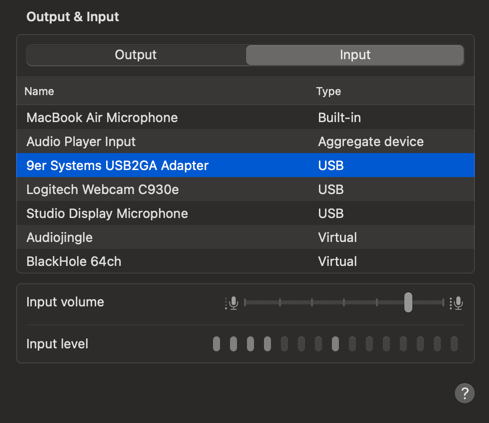 Output & Input
Output Input
Name Type
MacBook Air Microphone Built-in
Audio Player Input Aggregate device
9er Systems USB2GA Adapter USB
Logitech Webcam C930e USB
Studio Display Microphone USB
Audiojingle Virtual
BlackHole 64ch Virtual
Input volume
Input level
?